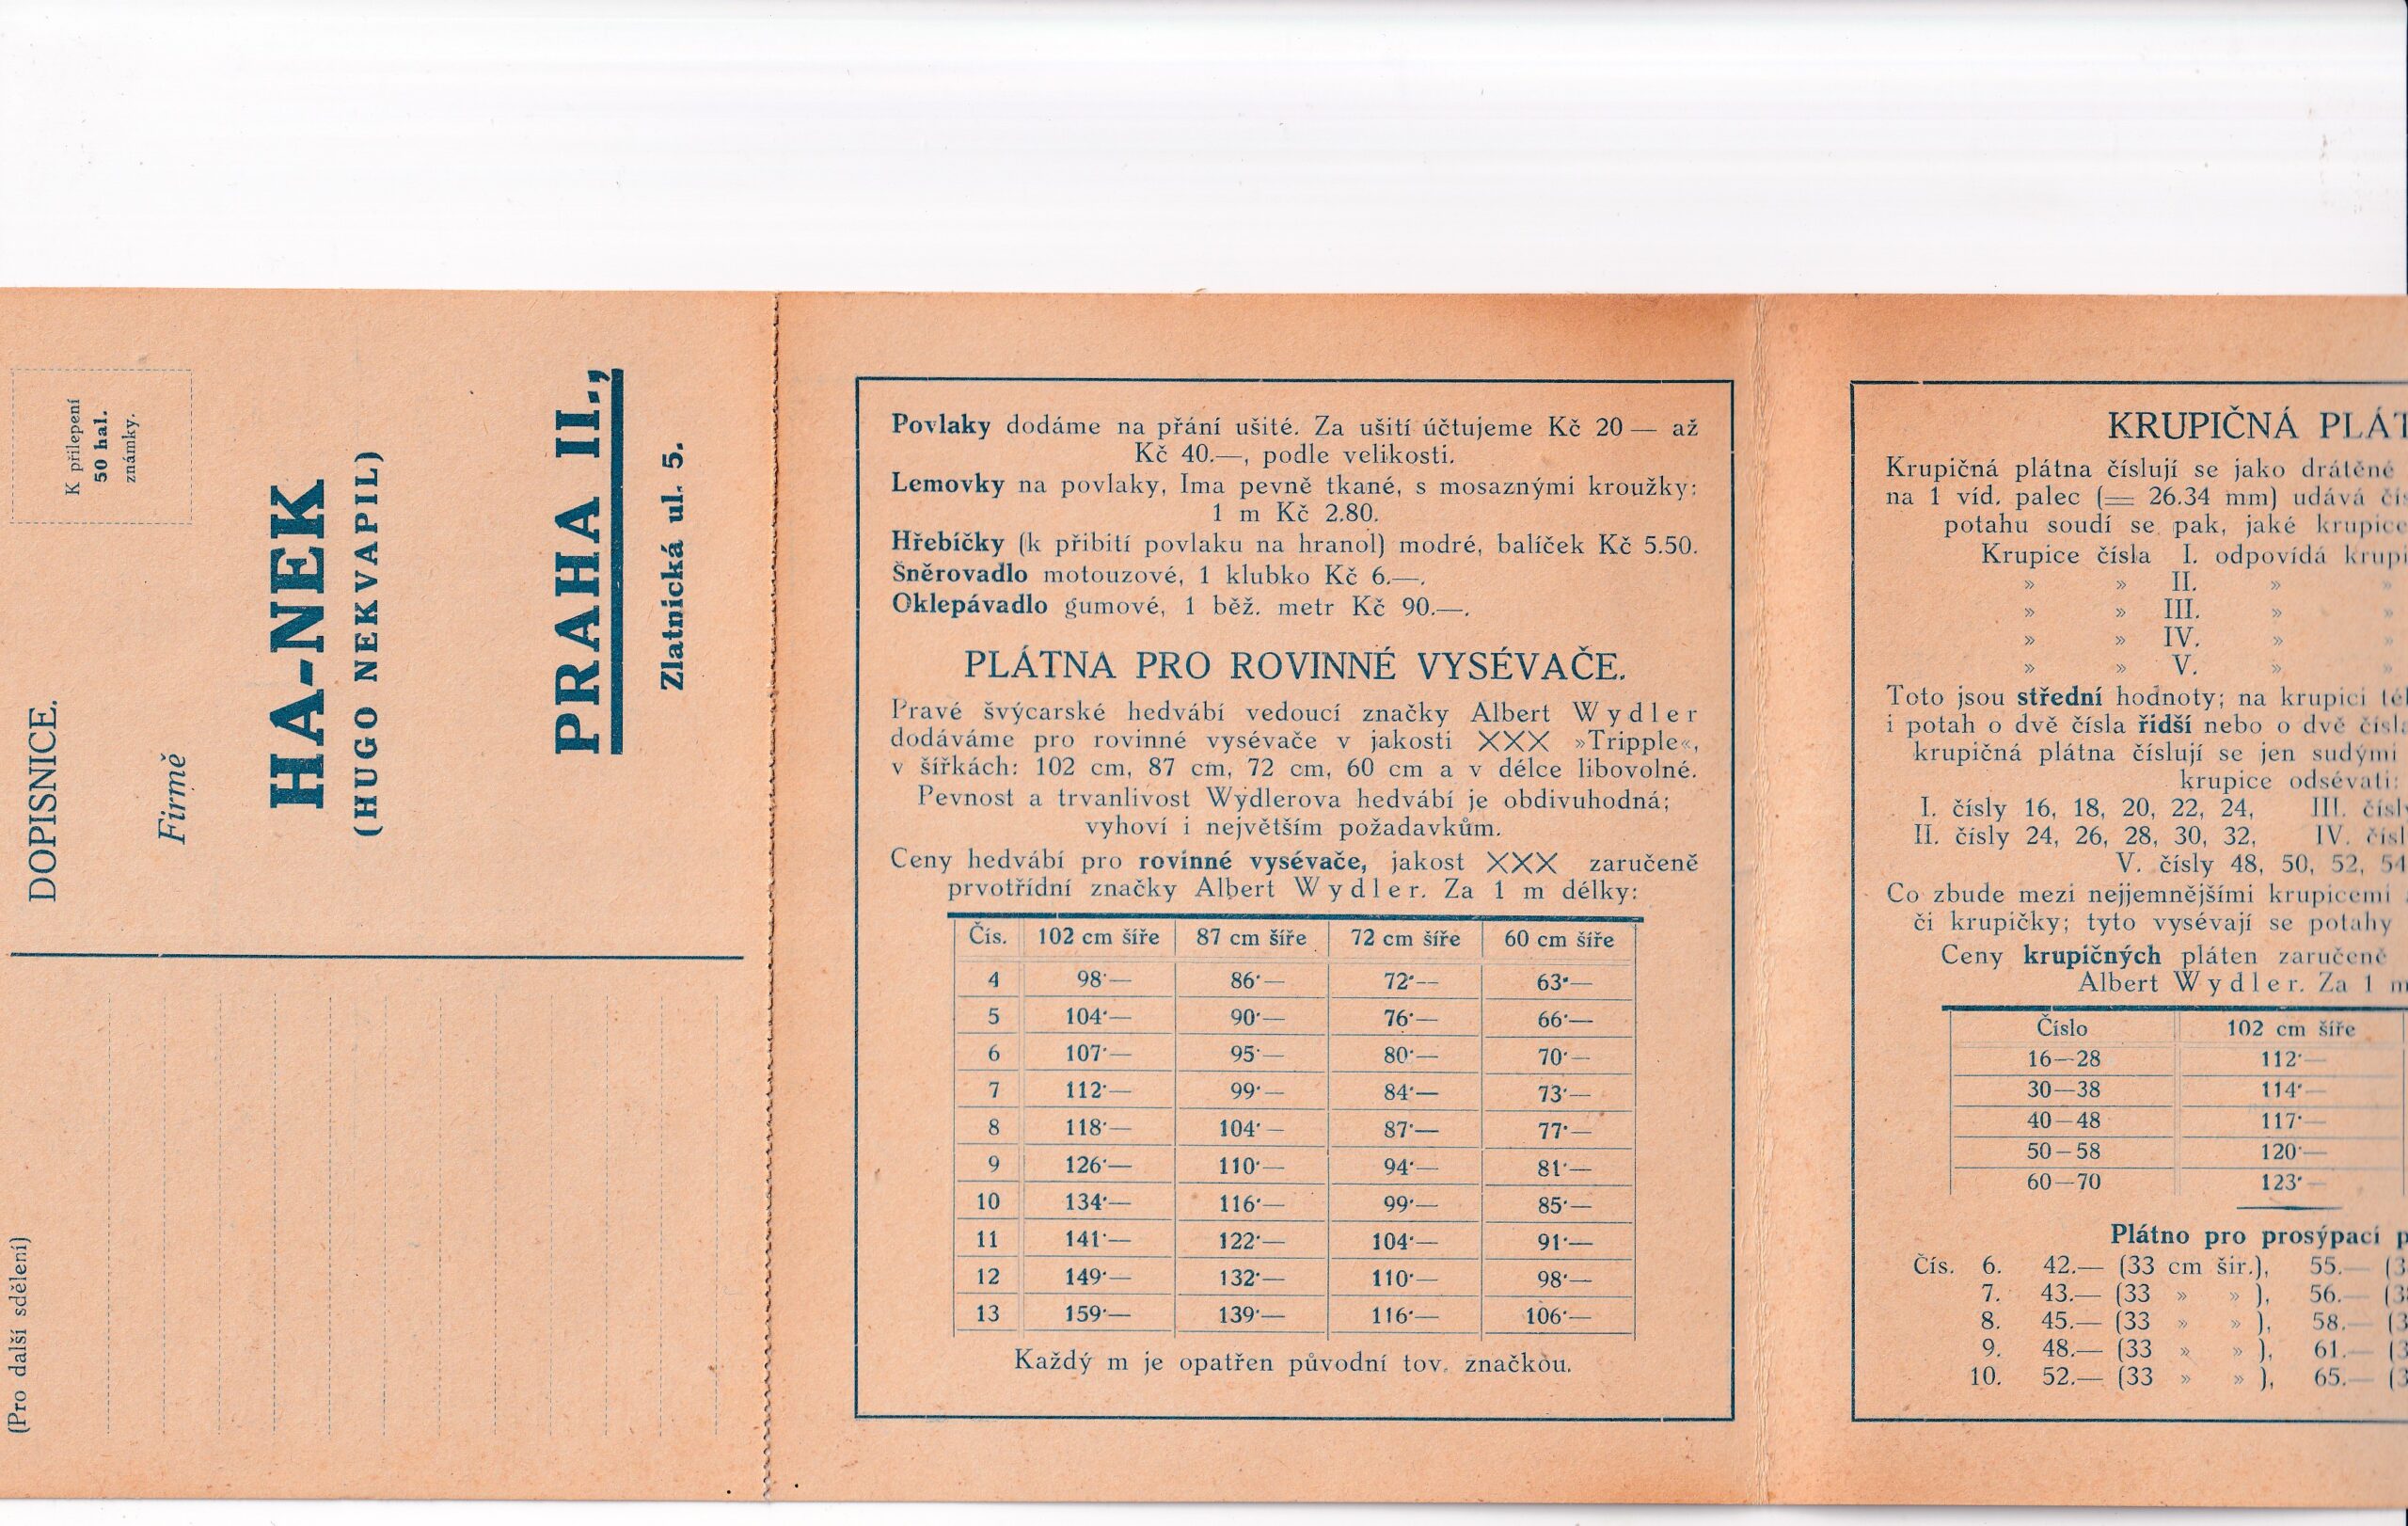 DOPISNICE.
K přilepení
50 hal.
známky.
Firmě
HA-NEK
(HUGO NEKVAPIL)
PRAHA II.,
Zlatnická ul. 5.
(Pro další sdělení)
Povlaky dodáme na přání ušité. Za ušití účtujeme Kč 20 — až
Kč 40.—, podle velikosti.
Lemovky na povlaky, Ima pevně tkané, s mosaznými kroužky:
1 m Kč 2.80.
Hřebíčky (k přibití povlaku na hranol) modré, balíček Kč 5.50.
Šněrovadlo motouzové, 1 klubko Kč 6.—.
Oklepávadlo gumové, 1 běž. metr Kč 90.—.
PLÁTNA PRO ROVINNÉ VYSÉVAČE.
Pravé švýcarské hedvábí vedoucí značky Albert Wydler
dodáváme pro rovinné vysévače v jakosti XXX »Tripple«,
v šířkách: 102 cm, 87 cm, 72 cm, 60 cm a v délce libovolné.
Pevnost a trvanlivost Wydlerova hedvábí je obdivuhodná;
vyhoví i největším požadavkům.
Ceny hedvábí pro rovinné vysévače, jakost XXX zaručeně
prvotřídní značky Albert Wydler. Za 1 m délky:
Čís. 102 cm šíře 87 cm šíře 72 cm šíře 60 cm šíře
4 98·— 86·— 72·— 63·—
5 104·— 90·— 76·— 66·—
6 107·— 95·— 80·— 70·—
7 112·— 99·— 84·— 73·—
8 118·— 104·— 87·— 77·—
9 126·— 110·— 94·— 81·—
10 134·— 116·— 99·— 85·—
11 141·— 122·— 104·— 91·—
12 149·— 132·— 110·— 98·—
13 159·— 139·— 116·— 106·—
Každý m je opatřen původní tov. značkou.
KRUPIČNÁ PLÁT
Krupičná plátna číslují se jako drátěné
na 1 víd. palec (= 26.34 mm) udává
potahu soudí se pak, jaké krupice
Krupice čísla I. odpovídá krupi
» » II. » »
» » III. » »
» » IV. » »
» » V. » »
Toto jsou střední hodnoty; na krupici
i potah o dvě čísla řidší nebo o dvě
krupičná plátna číslují se jen sudými
krupice odsévati:
I. čísly 16, 18, 20, 22, 24, III.
II. čísly 24, 26, 28, 30, 32, IV.
V. čísly 48, 50, 52, 54
Co zbude mezi nejjemnějšími krupicemi
či krupičky; tyto vysévají se potahy
Ceny krupičných pláten zaručeně
Albert Wydler. Za 1 m
Číslo 102 cm šíře
16—28 112·—
30—38 114·—
40—48 117·—
50—58 120·—
60—70 123·—
Plátno pro prosýpací
Čís. 6. 42.— (33 cm šir.), 55.—
7. 43.— (33 » » ), 56.—
8. 45.— (33 » » ), 58.—
9. 48.— (33 » » ), 61.—
10. 52.— (33 » » ), 65.—